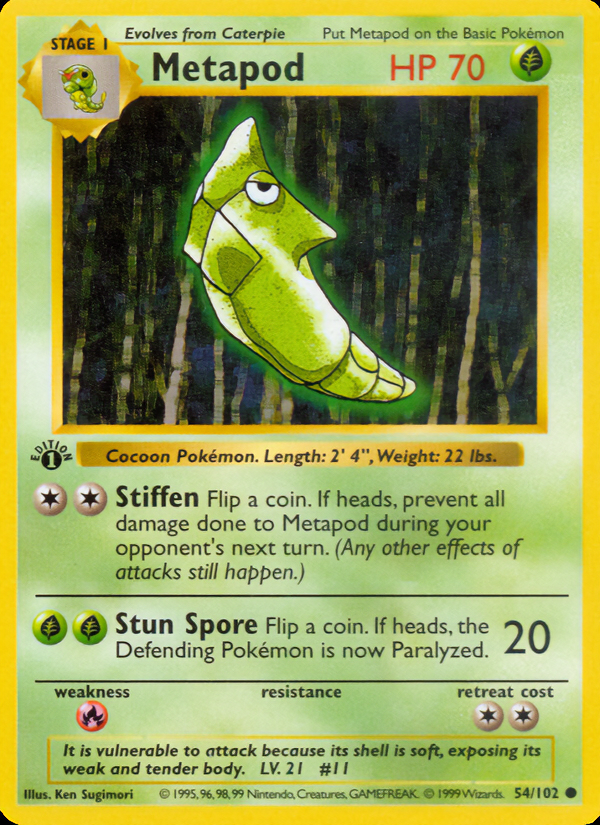 Evolves from Caterpie
Put Metapod on the Basic Pokémon
STAGE 1
Metapod
HP 70
EDITION
1
Cocoon Pokémon. Length: 2' 4", Weight: 22 lbs.
Stiffen Flip a coin. If heads, prevent all
damage done to Metapod during your
opponent's next turn. (Any other effects of
attacks still happen.)
Stun Spore Flip a coin. If heads, the
Defending Pokémon is now Paralyzed.
20
weakness
resistance
retreat cost
It is vulnerable to attack because its shell is soft, exposing its
weak and tender body. LV. 21 #11
Illus. Ken Sugimori
© 1995, 96, 98, 99 Nintendo, Creatures, GAMEFREAK. © 1999 Wizards.
54/102